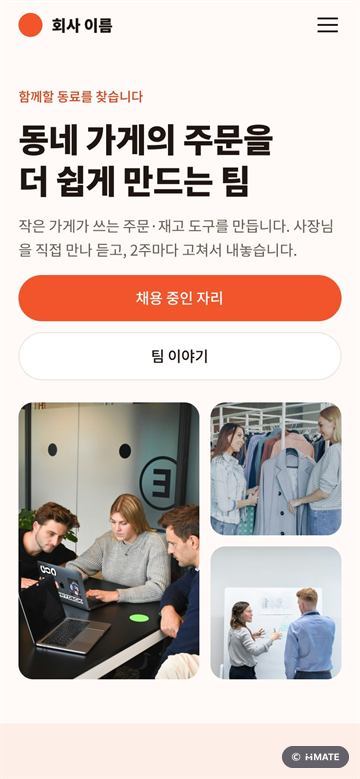 회사 이름
함께할 동료를 찾습니다
동네 가게의 주문을
더 쉽게 만드는 팀
작은 가게가 쓰는 주문·재고 도구를 만듭니다. 사장님
을 직접 만나 듣고, 2주마다 고쳐서 내놓습니다.
채용 중인 자리
팀 이야기
© HMATE